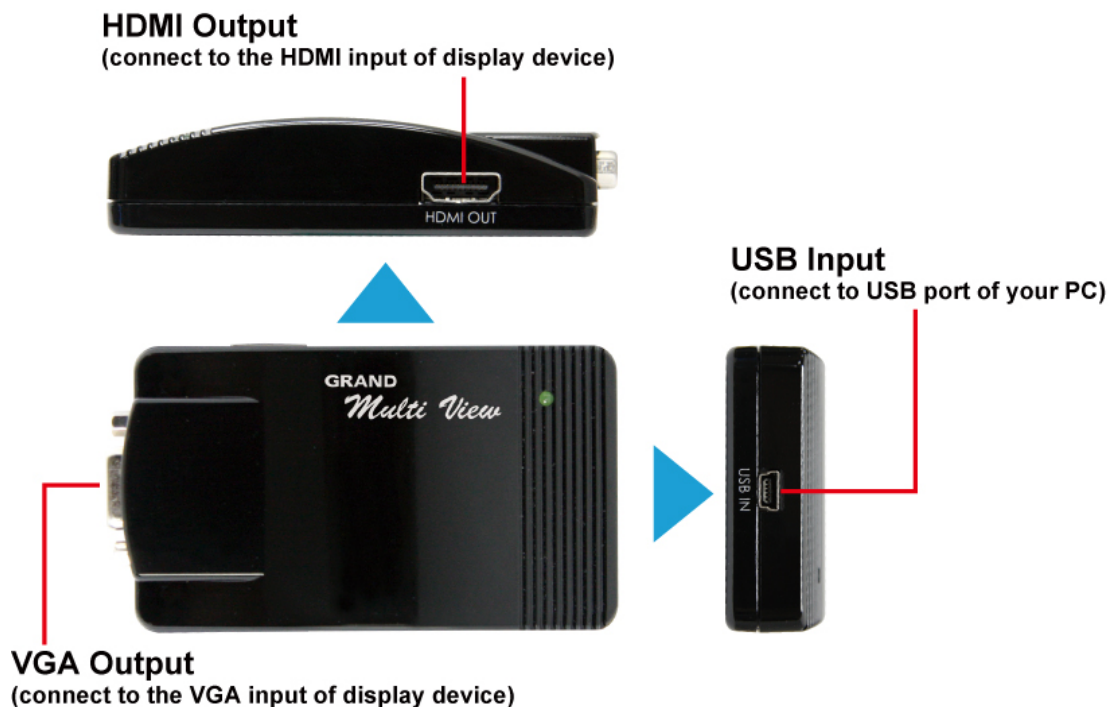 HDMI Output
(connect to the HDMI input of display device)
HDMI OUT
USB Input
(connect to USB port of your PC)
GRAND
Multi View
USB IN
VGA Output
(connect to the VGA input of display device)